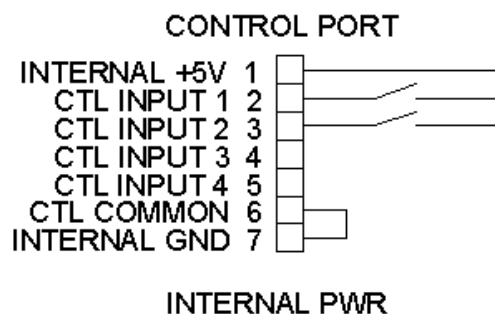 CONTROL PORT
INTERNAL +5V 1
CTL INPUT 1 2
CTL INPUT 2 3
CTL INPUT 3 4
CTL INPUT 4 5
CTL COMMON 6
INTERNAL GND 7
INTERNAL PWR